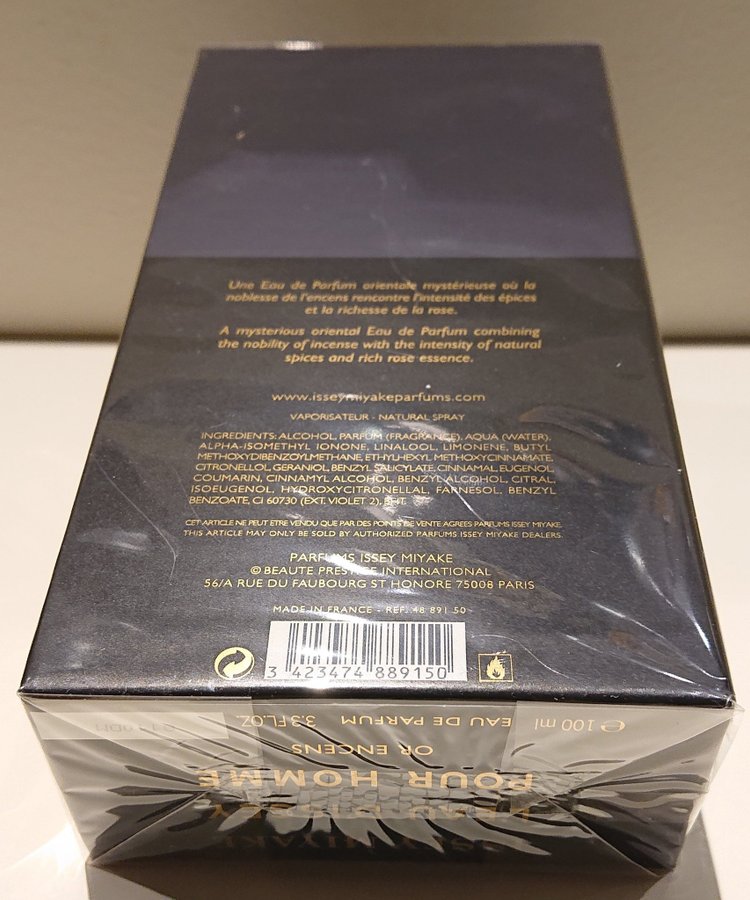 Une Eau de Parfum orientale mystérieuse où la
noblesse de l'encens rencontre l'intensité des épices
et la richesse de la rose.
A mysterious oriental Eau de Parfum combining
the nobility of incense with the intensity of natural
spices and rich rose essence.
www.isseymiyakeparfums.com
VAPORISATEUR - NATURAL SPRAY
INGREDIENTS: ALCOHOL, PARFUM (FRAGRANCE), AQUA (WATER),
ALPHA-ISOMETHYL IONONE, LINALOOL, LIMONENE, BUTYL
METHOXYDIBENZOYLMETHANE, ETHYLHEXYL METHOXYCINNAMATE,
CITRONELLOL, GERANIOL, BENZYL SALICYLATE, CINNAMAL, EUGENOL,
COUMARIN, CINNAMYL ALCOHOL, BENZYL ALCOHOL, CITRAL,
ISOEUGENOL, HYDROXYCITRONELLAL, FARNESOL, BENZYL
BENZOATE, CI 60730 (EXT. VIOLET 2), BHT.
CET ARTICLE NE PEUT ETRE VENDU QUE PAR DES POINTS DE VENTE AGREES PARFUMS ISSEY MIYAKE.
THIS ARTICLE MAY ONLY BE SOLD BY AUTHORIZED PARFUMS ISSEY MIYAKE DEALERS.
PARFUMS ISSEY MIYAKE
© BEAUTE PRESTIGE INTERNATIONAL
56/A RUE DU FAUBOURG ST HONORE 75008 PARIS
MADE IN FRANCE - REF. 48 891 50
3 423474 889150
℮ 100 ml EAU DE PARFUM 3.3 FL.OZ.
OR ENCENS
POUR HOMME
L'EAU D'ISSEY
ISSEY MIYAKE